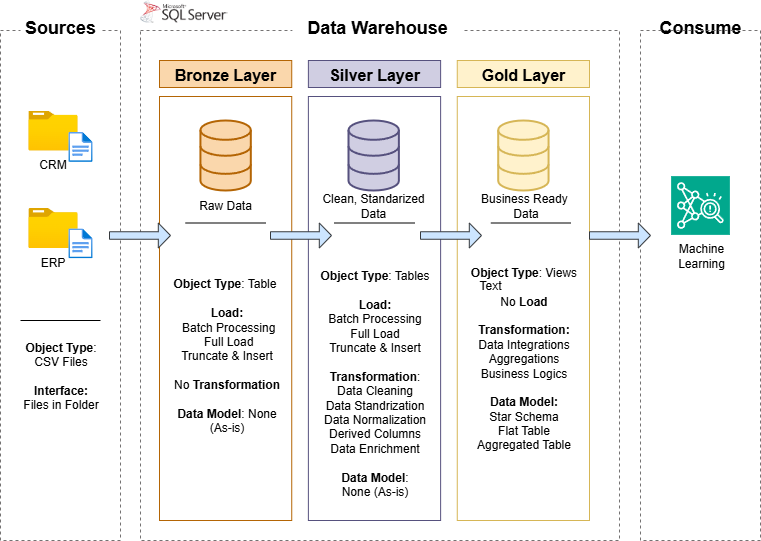 Microsoft
SQL Server
Sources
Data Warehouse
Consume
Bronze Layer
Silver Layer
Gold Layer
CRM
ERP
Object Type:
CSV Files
Interface:
Files in Folder
Raw Data
Object Type: Table
Load:
Batch Processing
Full Load
Truncate & Insert
No Transformation
Data Model: None
(As-is)
Clean, Standarized
Data
Object Type: Tables
Load:
Batch Processing
Full Load
Trunucate & Insert
Transformation:
Data Cleaning
Data Standrization
Data Normalization
Derived Columns
Data Enrichment
Data Model:
None (As-is)
Business Ready
Data
Object Type: Views
Text
No Load
Transformation:
Data Integrations
Aggregations
Business Logics
Data Model:
Star Schema
Flat Table
Aggregated Table
Machine
Learning